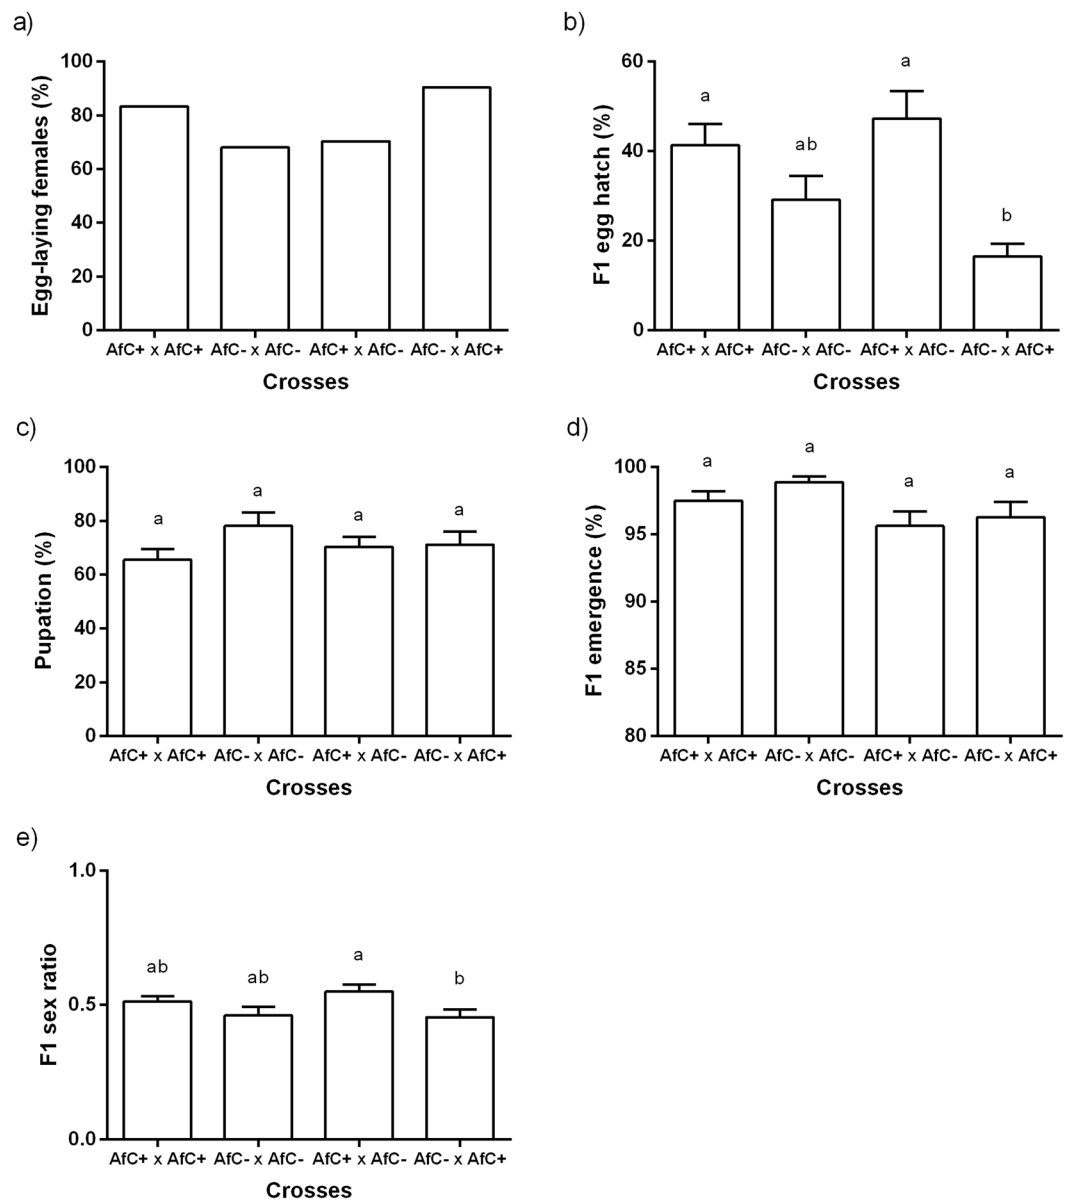 a)
Egg-laying females (%)
100
80
60
40
20
0
AfC+ x AfC+ AfC- x AfC- AfC+ x AfC- AfC- x AfC+
Crosses
b)
F1 egg hatch (%)
60
40
20
0
a
ab
a
b
AfC+ x AfC+ AfC- x AfC- AfC+ x AfC- AfC- x AfC+
Crosses
c)
Pupation (%)
100
80
60
40
20
0
a
a
a
a
AfC+ x AfC+ AfC- x AfC- AfC+ x AfC- AfC- x AfC+
Crosses
d)
F1 emergence (%)
100
95
90
85
80
a
a
a
a
AfC+ x AfC+ AfC- x AfC- AfC+ x AfC- AfC- x AfC+
Crosses
e)
F1 sex ratio
1.0
0.5
0.0
ab
ab
a
b
AfC+ x AfC+ AfC- x AfC- AfC+ x AfC- AfC- x AfC+
Crosses